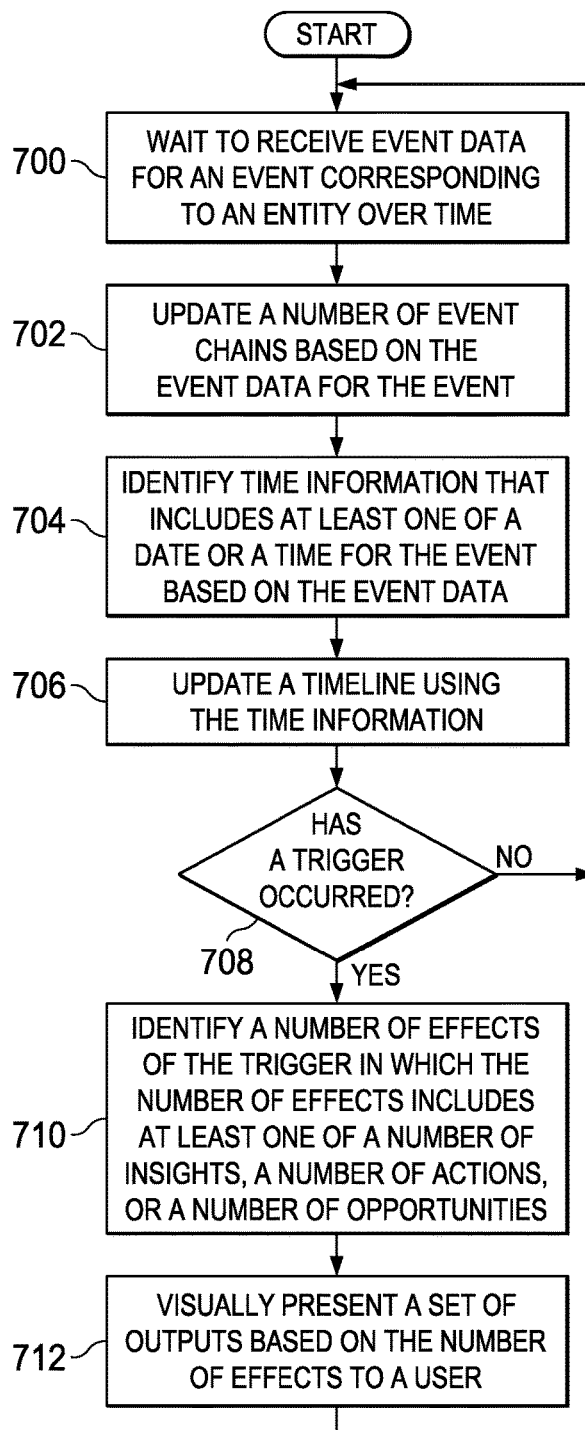 START
700
WAIT TO RECEIVE EVENT DATA
FOR AN EVENT CORRESPONDING
TO AN ENTITY OVER TIME
702
UPDATE A NUMBER OF EVENT
CHAINS BASED ON THE
EVENT DATA FOR THE EVENT
704
IDENTIFY TIME INFORMATION THAT
INCLUDES AT LEAST ONE OF A
DATE OR A TIME FOR THE EVENT
BASED ON THE EVENT DATA
706
UPDATE A TIMELINE USING
THE TIME INFORMATION
HAS
A TRIGGER
OCCURRED?
NO
708
YES
710
IDENTIFY A NUMBER OF EFFECTS
OF THE TRIGGER IN WHICH THE
NUMBER OF EFFECTS INCLUDES
AT LEAST ONE OF A NUMBER OF
INSIGHTS, A NUMBER OF ACTIONS,
OR A NUMBER OF OPPORTUNITIES
712
VISUALLY PRESENT A SET OF
OUTPUTS BASED ON THE NUMBER
OF EFFECTS TO A USER